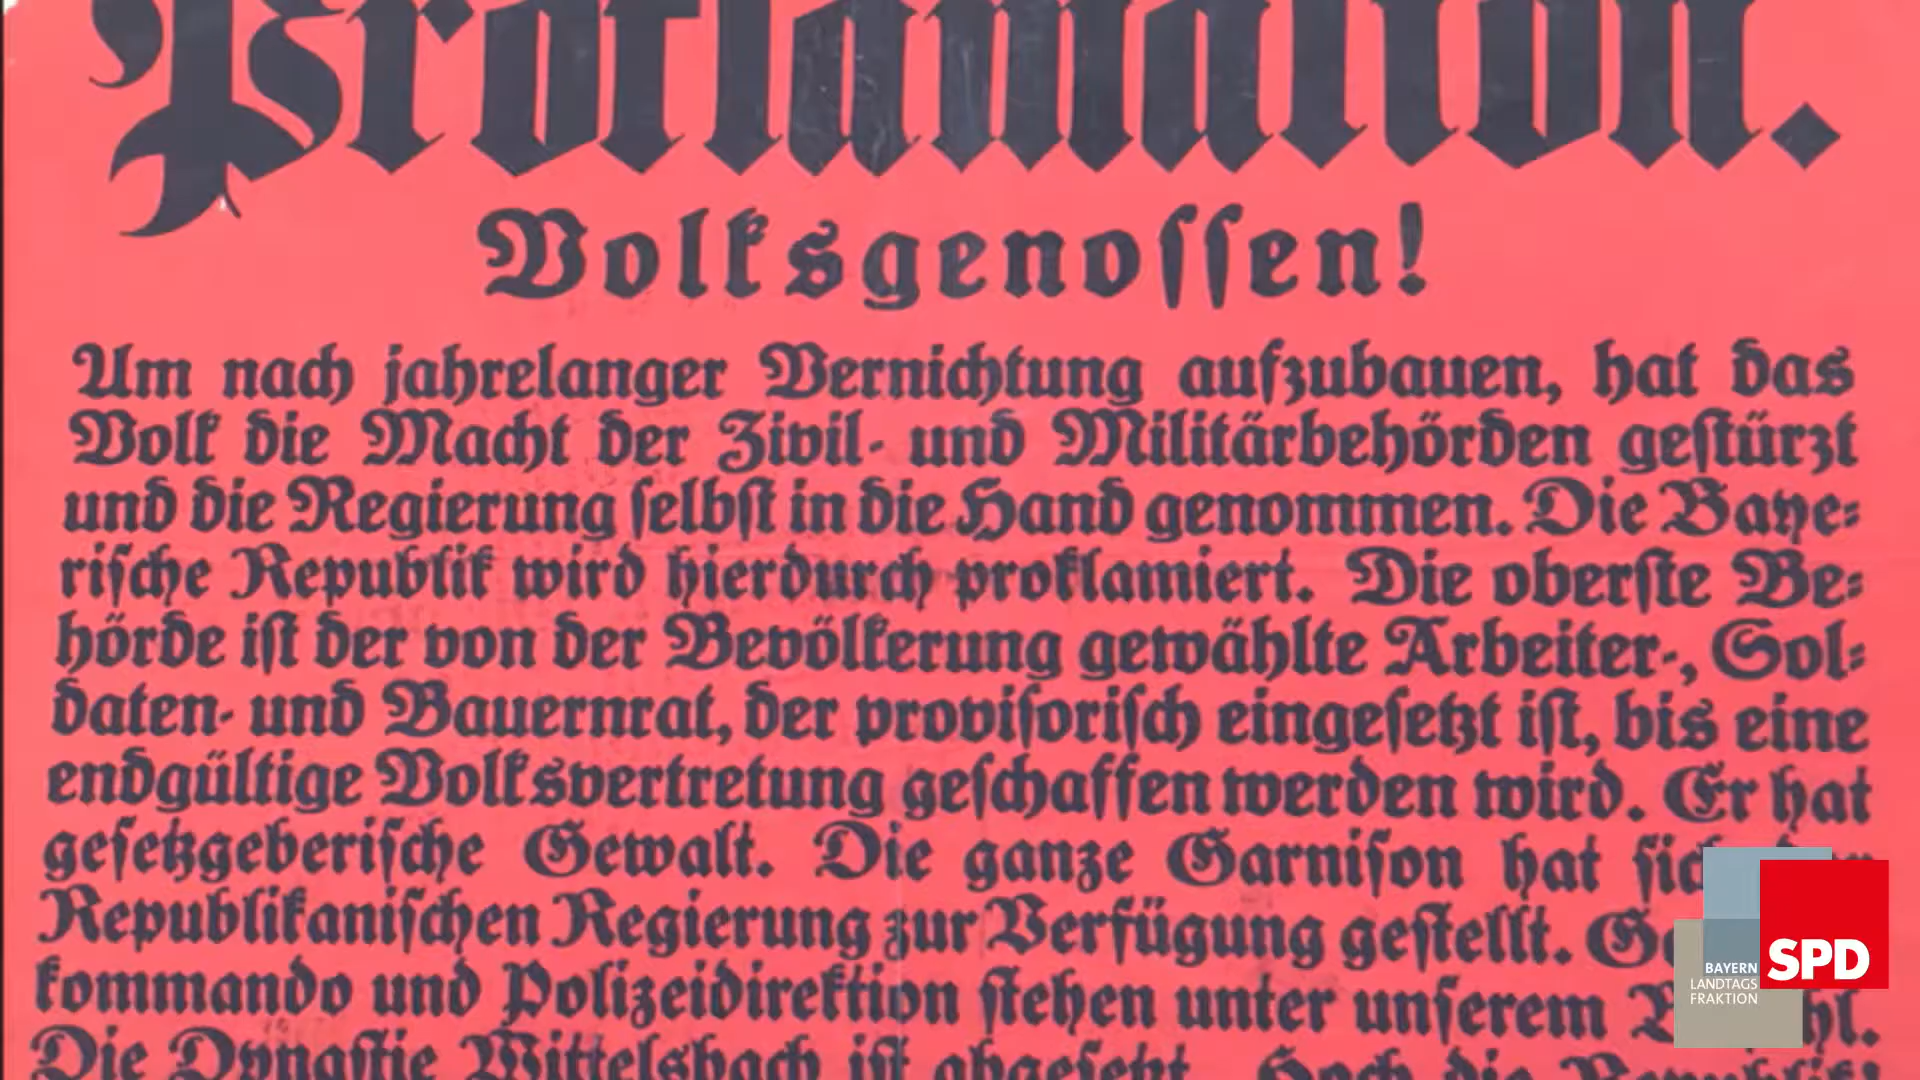 Proklamation.
Volksgenossen!
Um nach jahrelanger Vernichtung aufzubauen, hat das
Volk die Macht der Zivil- und Militärbehörden gestürzt
und die Regierung selbst in die Hand genommen. Die Baye-
rische Republik wird hierdurch proklamiert. Die oberste Be-
hörde ist der von der Bevölkerung gewählte Arbeiter-, Sol-
daten- und Bauernrat, der provisorisch eingesetzt ist, bis eine
endgültige Volksvertretung geschaffen werden wird. Er hat
gesetzgeberische Gewalt. Die ganze Garnison hat
Republikanischen Regierung zur Verfügung gestellt.
kommando und Polizeidirektion stehen unter unserem
Die Dynastie Wittelsbach ist abgesetzt. Hoch die Republik!
BAYERN
LANDTAGS
FRAKTION
SPD